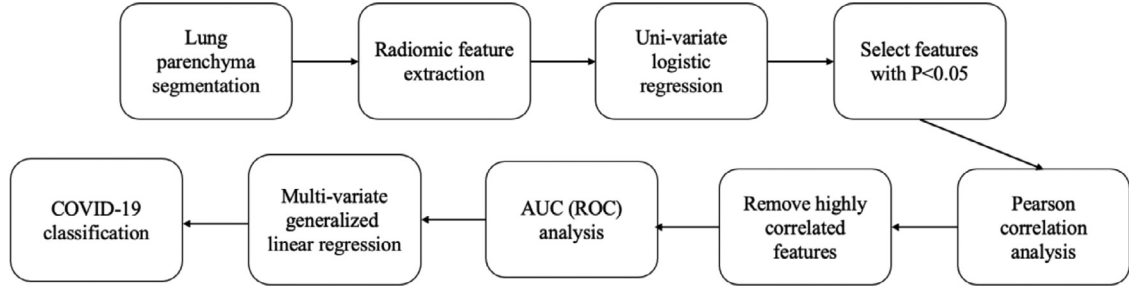 Lung
parenchyma
segmentation
Radiomic feature
extraction
Uni-variate
logistic
regression
Select features
with P<0.05
Pearson
correlation
analysis
Remove highly
correlated
features
AUC (ROC)
analysis
Multi-variate
generalized
linear regression
COVID-19
classification